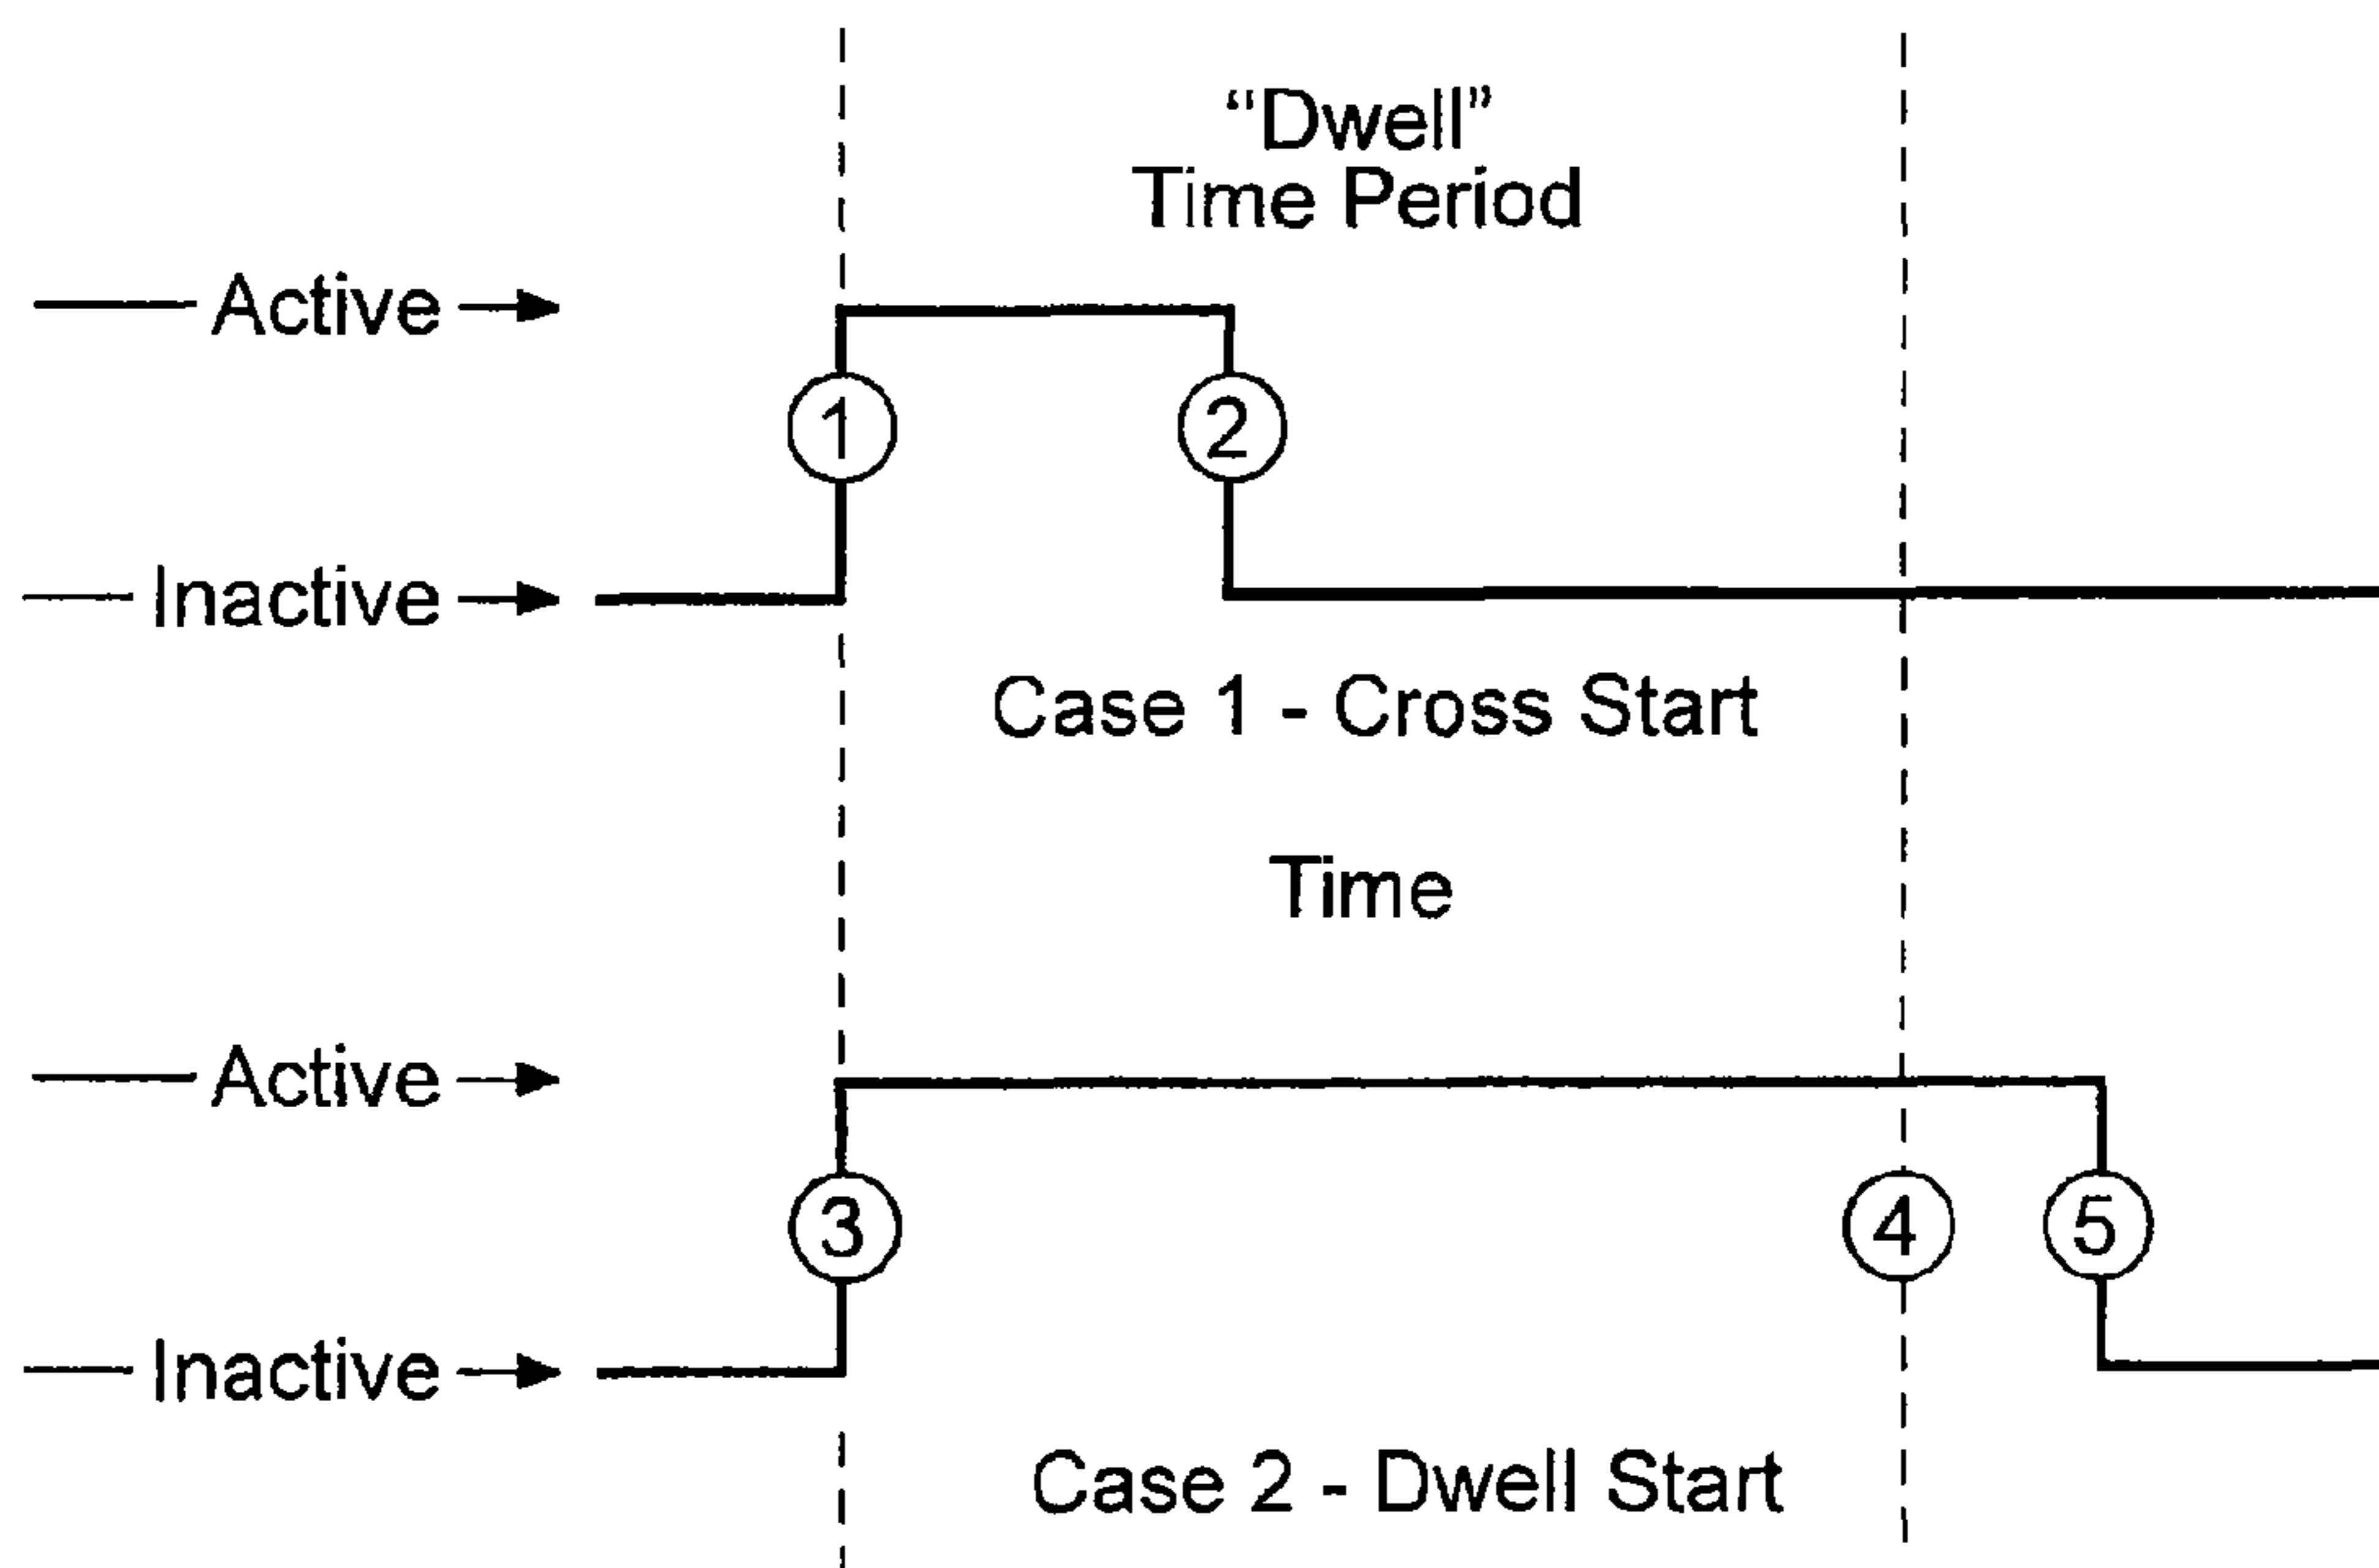 “Dwell”
Time Period
Active
1
2
Inactive
Case 1 - Cross Start
Time
Active
3
4
5
Inactive
Case 2 - Dwell Start